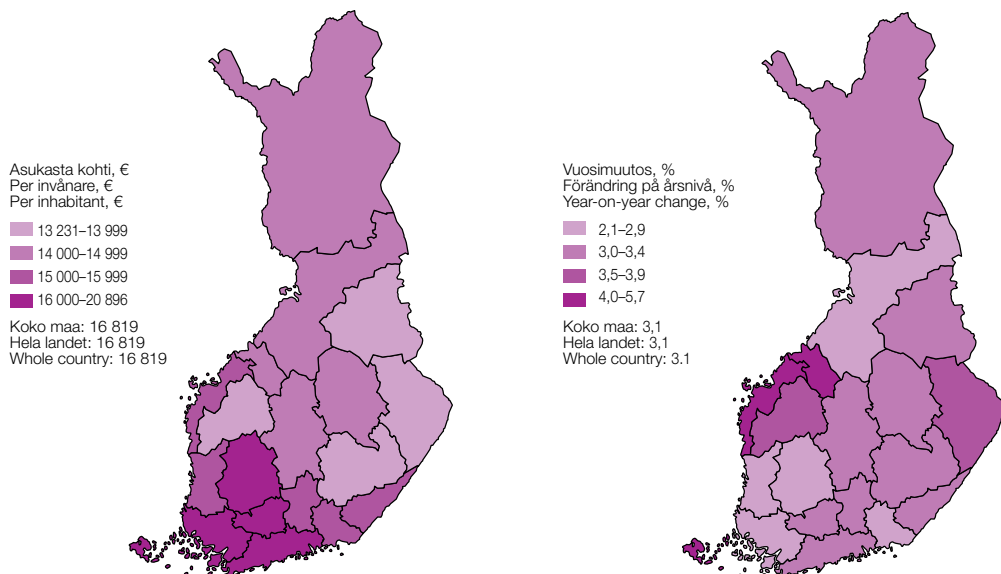 Asukasta kohti, €
Per invånare, €
Per inhabitant, €
13 231–13 999
14 000–14 999
15 000–15 999
16 000–20 896
Koko maa: 16 819
Hela landet: 16 819
Whole country: 16 819
Vuosimuutos, %
Förändring på årsnivå, %
Year-on-year change, %
2,1–2,9
3,0–3,4
3,5–3,9
4,0–5,7
Koko maa: 3,1
Hela landet: 3,1
Whole country: 3.1